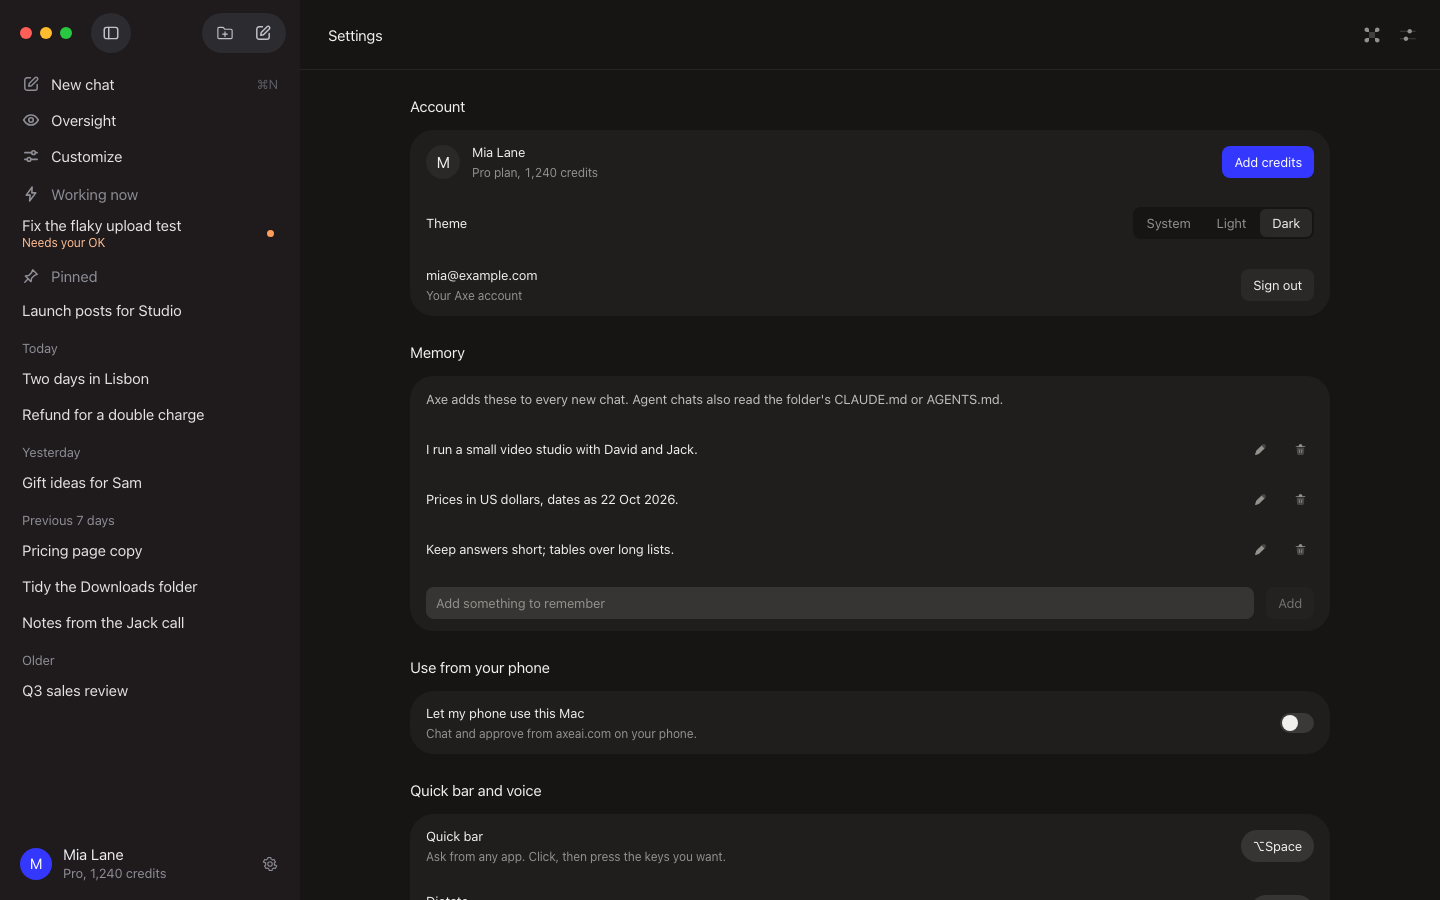 New chat
⌘N
Oversight
Customize
Working now
Fix the flaky upload test
Needs your OK
Pinned
Launch posts for Studio
Today
Two days in Lisbon
Refund for a double charge
Yesterday
Gift ideas for Sam
Previous 7 days
Pricing page copy
Tidy the Downloads folder
Notes from the Jack call
Older
Q3 sales review
M
Mia Lane
Pro, 1,240 credits
Settings
Account
M
Mia Lane
Pro plan, 1,240 credits
Add credits
Theme
System
Light
Dark
mia@example.com
Your Axe account
Sign out
Memory
Axe adds these to every new chat. Agent chats also read the folder's CLAUDE.md or AGENTS.md.
I run a small video studio with David and Jack.
Prices in US dollars, dates as 22 Oct 2026.
Keep answers short; tables over long lists.
Add something to remember
Add
Use from your phone
Let my phone use this Mac
Chat and approve from axeai.com on your phone.
Quick bar and voice
Quick bar
Ask from any app. Click, then press the keys you want.
⌥Space